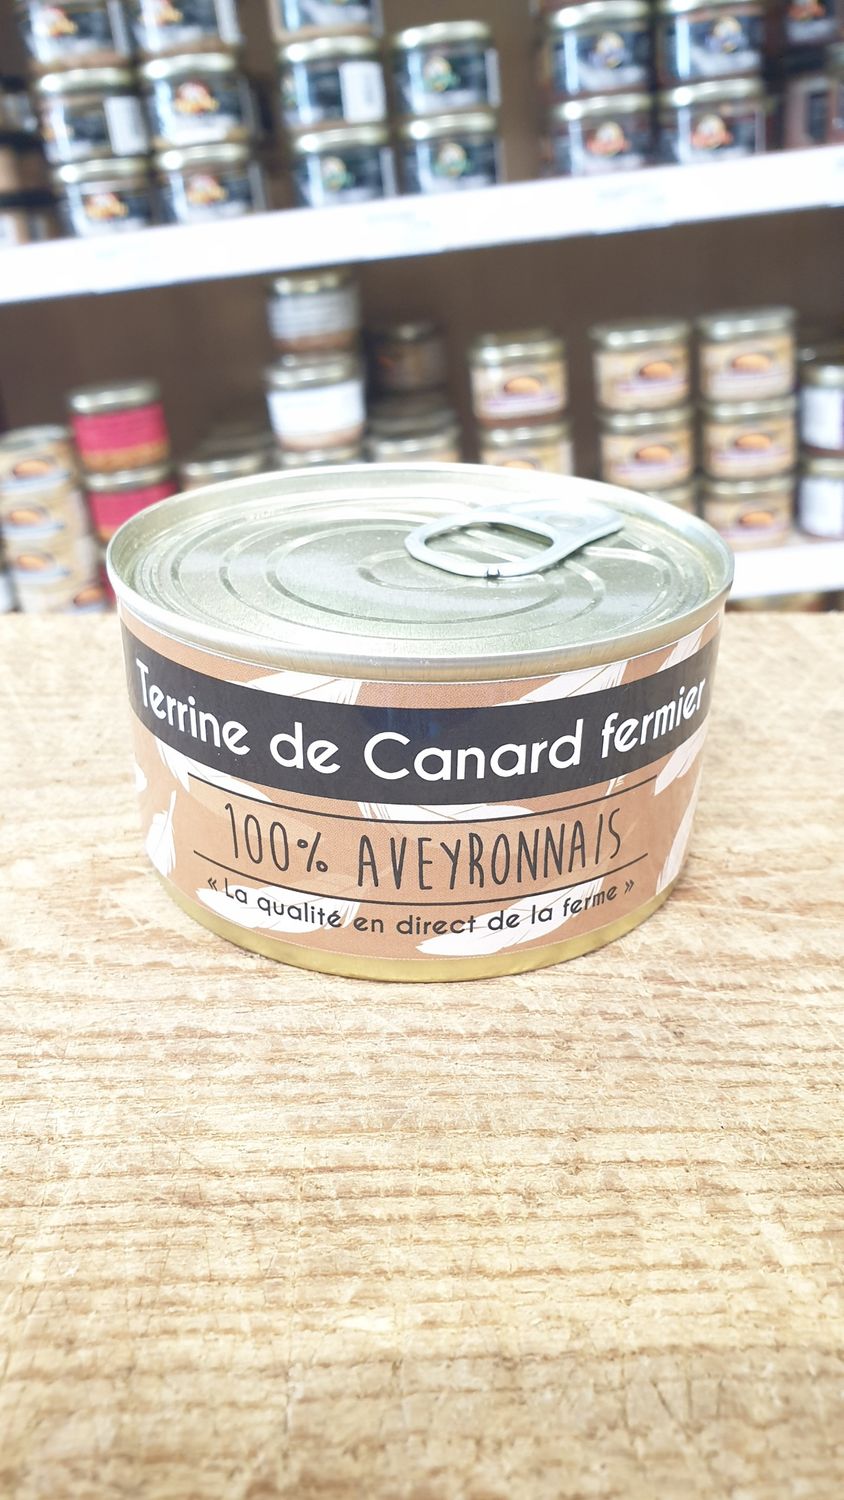 Terrine de Canard fermier
100% AVEYRONNAIS
« La qualité en direct de la ferme »